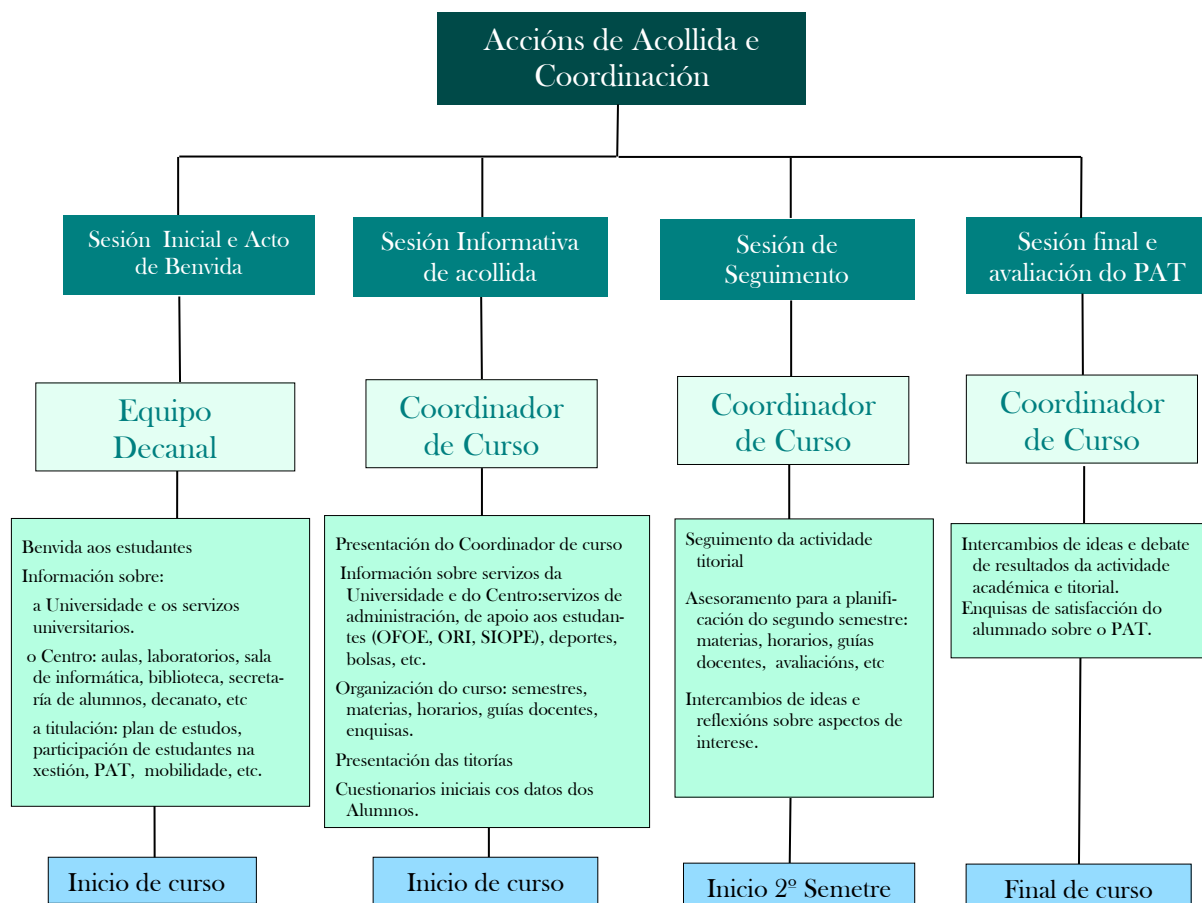 Accións de Acollida e
Coordinación
Sesión Inicial e Acto
de Benvida
Sesión Informativa
de acollida
Sesión de
Seguimento
Sesión final e
avaliación do PAT
Equipo
Decanal
Coordinador
de Curso
Coordinador
de Curso
Coordinador
de Curso
Benvida aos estudantes
Información sobre:
a Universidade e os servizos
universitarios.
o Centro: aulas, laboratorios, sala
de informática, biblioteca, secreta-
ría de alumnos, decanato, etc
a titulación: plan de estudos,
participación de estudantes na
xestión, PAT, mobilidade, etc.
Presentación do Coordinador de curso
Información sobre servizos da
Universidade e do Centro:servizos de
administración, de apoio aos estudan-
tes (OFOE, ORI, SIOPE), deportes,
bolsas, etc.
Organización do curso: semestres,
materias, horarios, guías docentes,
enquisas.
Presentación das titorías
Cuestionarios iniciais cos datos dos
Alumnos.
Seguimento da actividade
titorial
Asesoramento para a planifi-
cación do segundo semestre:
materias, horarios, guías
docentes, avaliacións, etc
Intercambios de ideas e
reflexións sobre aspectos de
interese.
Intercambios de ideas e debate
de resultados da actividade
académica e titorial.
Enquisas de satisfacción do
alumnado sobre o PAT.
Inicio de curso
Inicio de curso
Inicio 2º Semetre
Final de curso